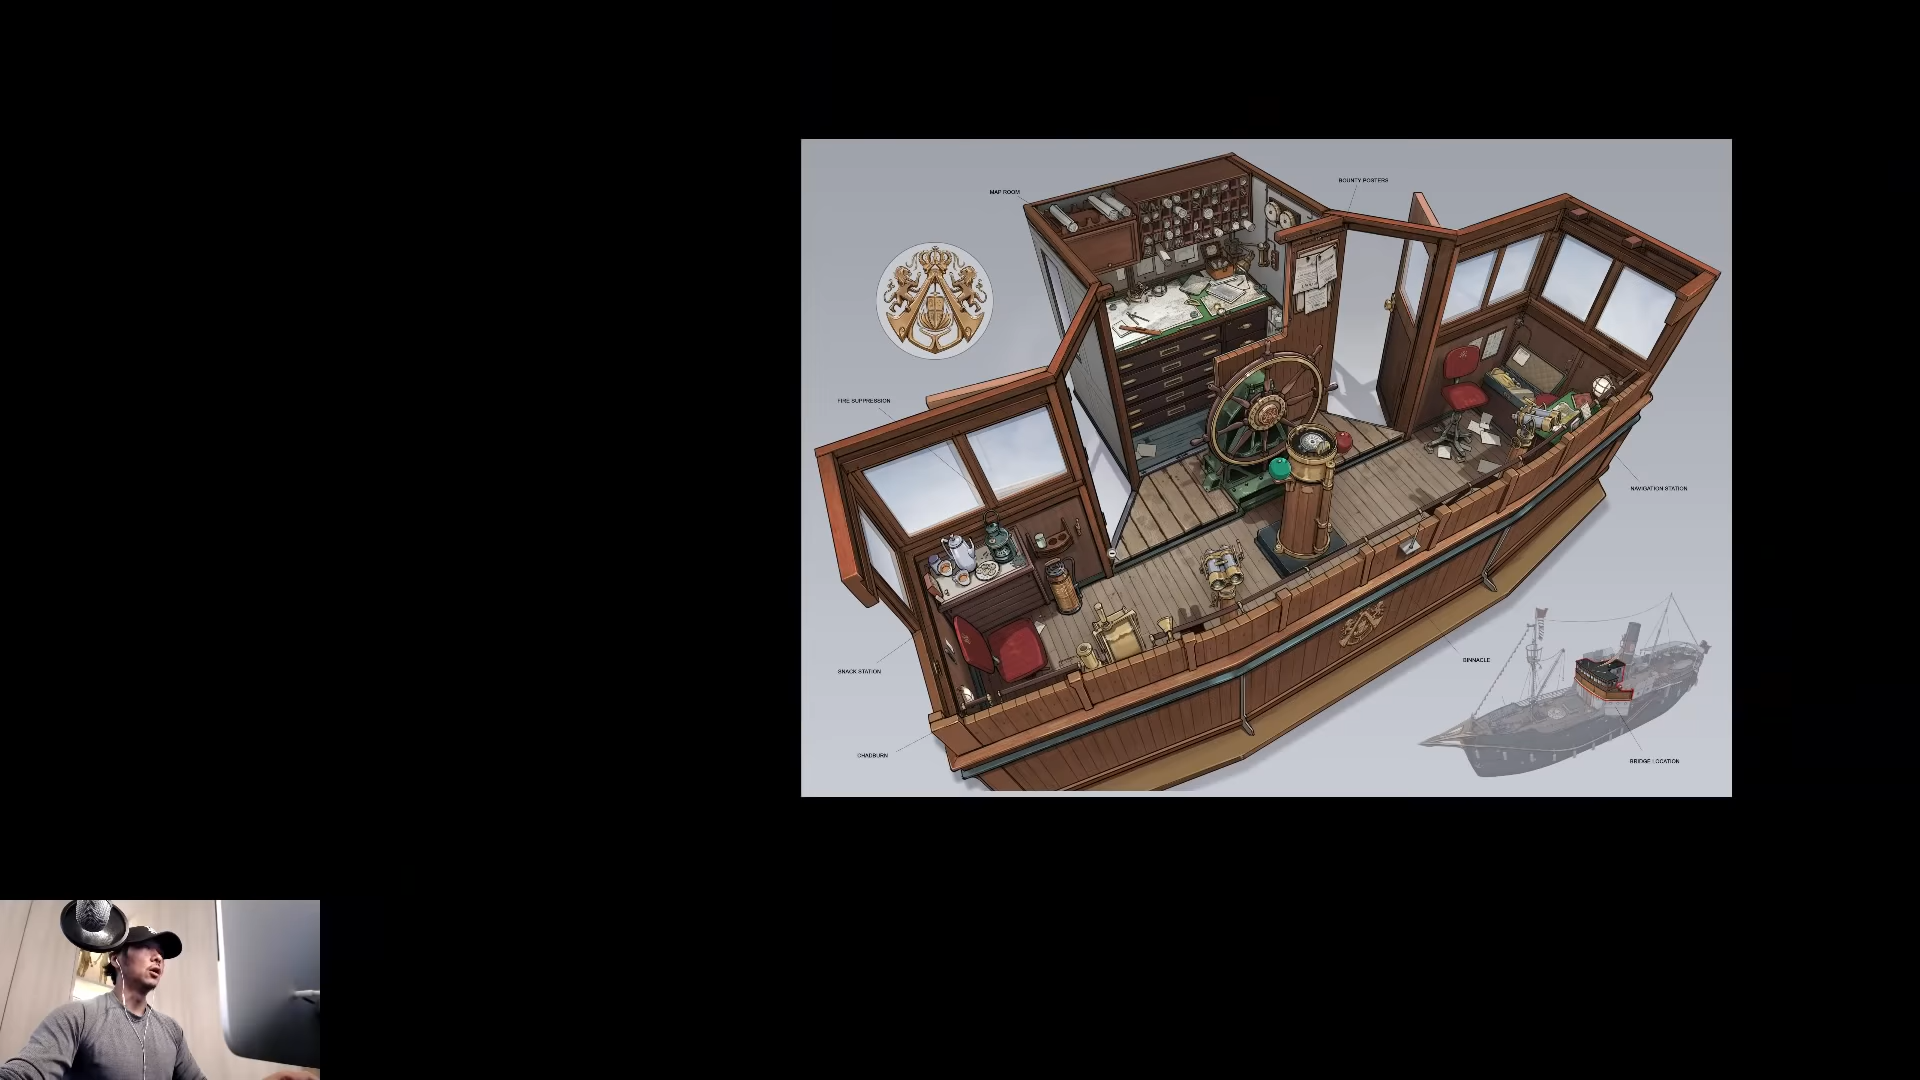 MAP ROOM
BOUNTY POSTERS
FIRE SUPPRESSION
NAVIGATION STATION
SNACK STATION
BINNACLE
CHADBURN
BRIDGE LOCATION